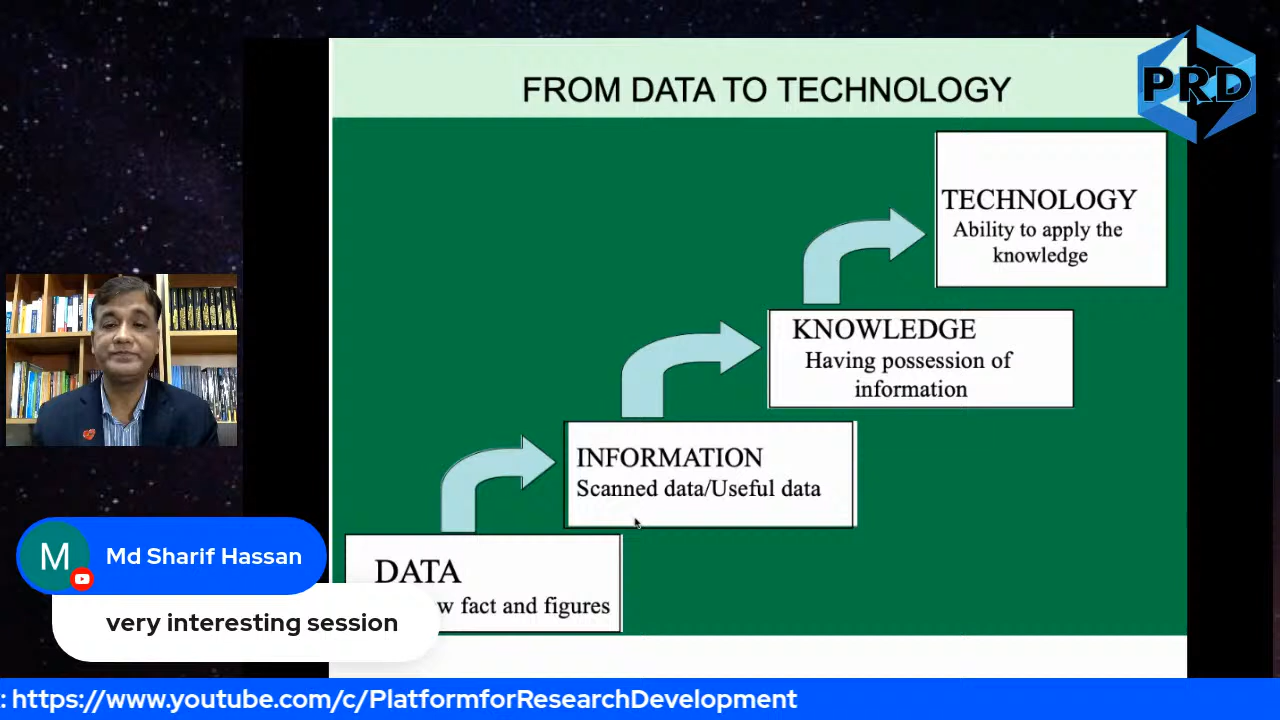 FROM DATA TO TECHNOLOGY
PRD
TECHNOLOGY
Ability to apply the
knowledge
KNOWLEDGE
Having possession of
information
INFORMATION
Scanned data/Useful data
DATA
fact and figures
M
Md Sharif Hassan
very interesting session
: https://www.youtube.com/c/PlatformforResearchDevelopment